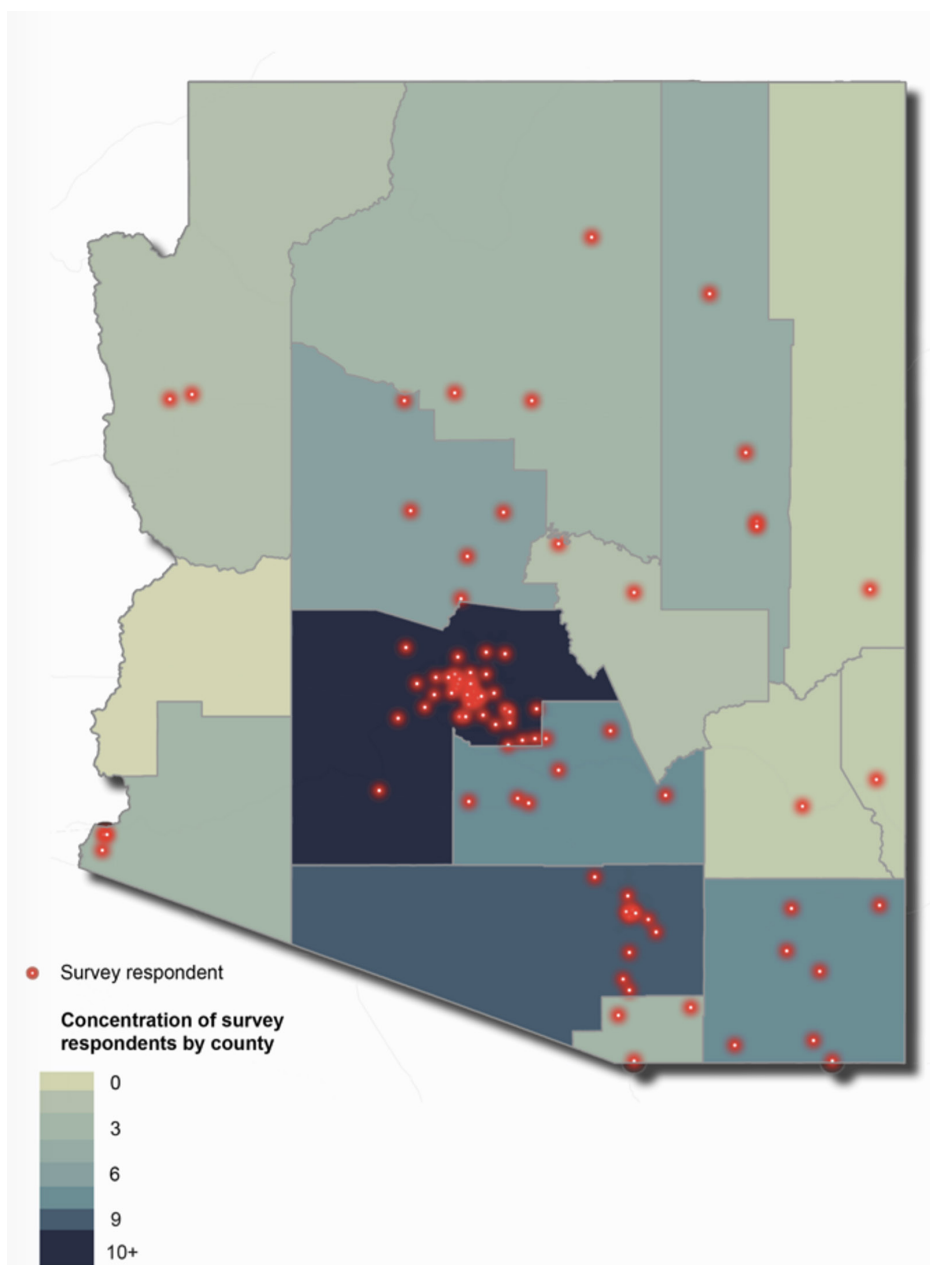 Survey respondent
Concentration of survey
respondents by county
0
3
6
9
10+